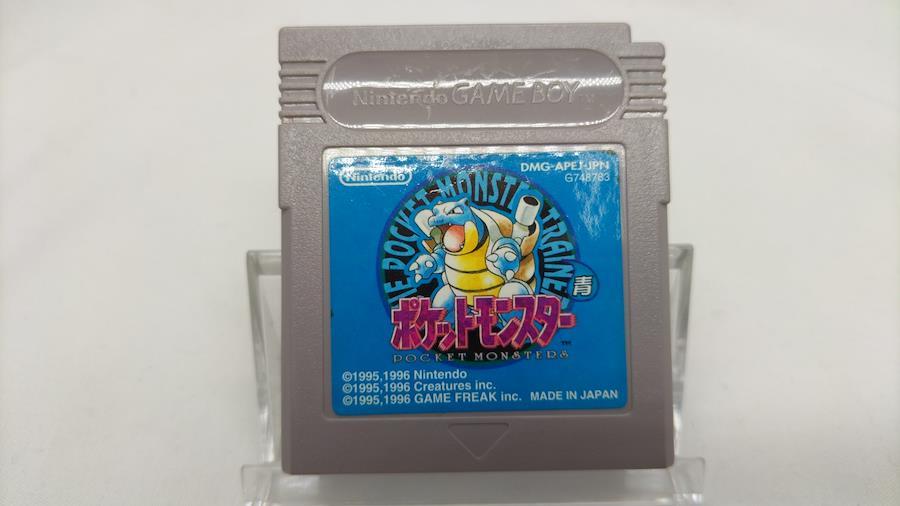 Nintendo GAME BOY
Nintendo
DMG-APEJ-JPN
G748783
THE POCKET MONSTER TRAINER
青
ポケットモンスター
POCKET MONSTERS
TM
©1995,1996 Nintendo
©1995,1996 Creatures inc.
©1995,1996 GAME FREAK inc. MADE IN JAPAN